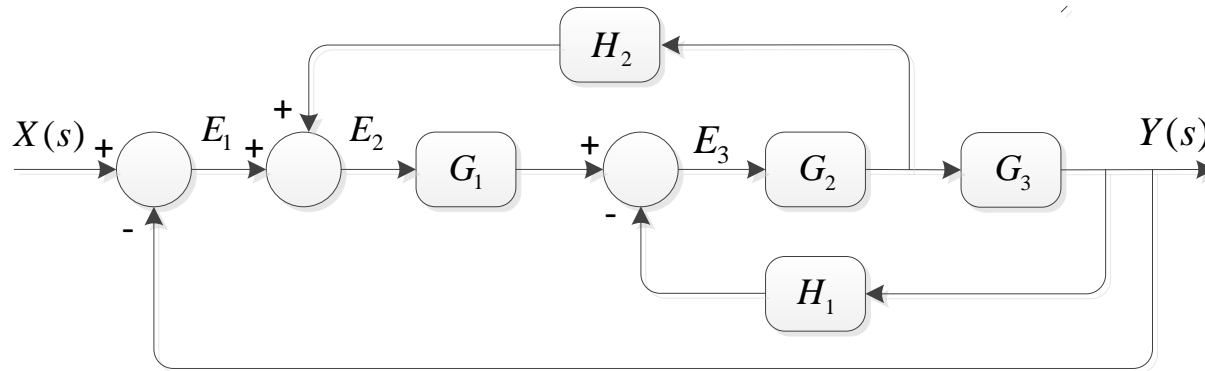 H₂
X(s) + E₁ + + E₂ G₁ + E₃ G₂ G₃ Y(s)
- -
H₁